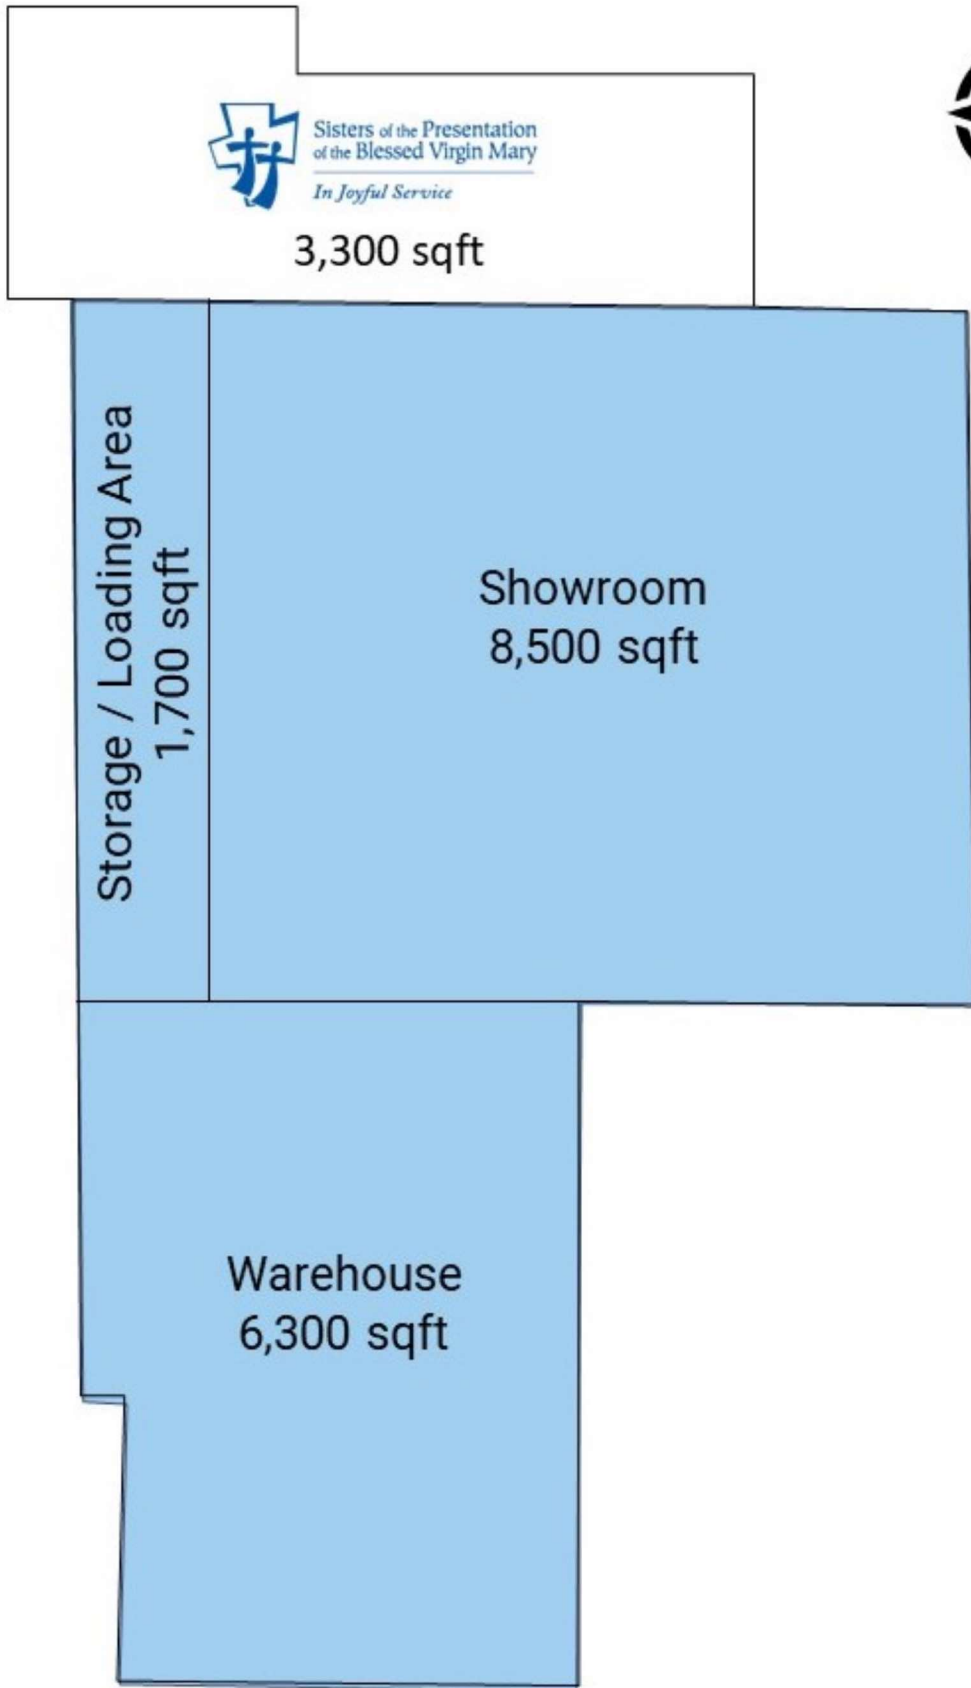 Sisters of the Presentation
of the Blessed Virgin Mary
In Joyful Service
3,300 sqft
Storage / Loading Area
1,700 sqft
Showroom
8,500 sqft
Warehouse
6,300 sqft